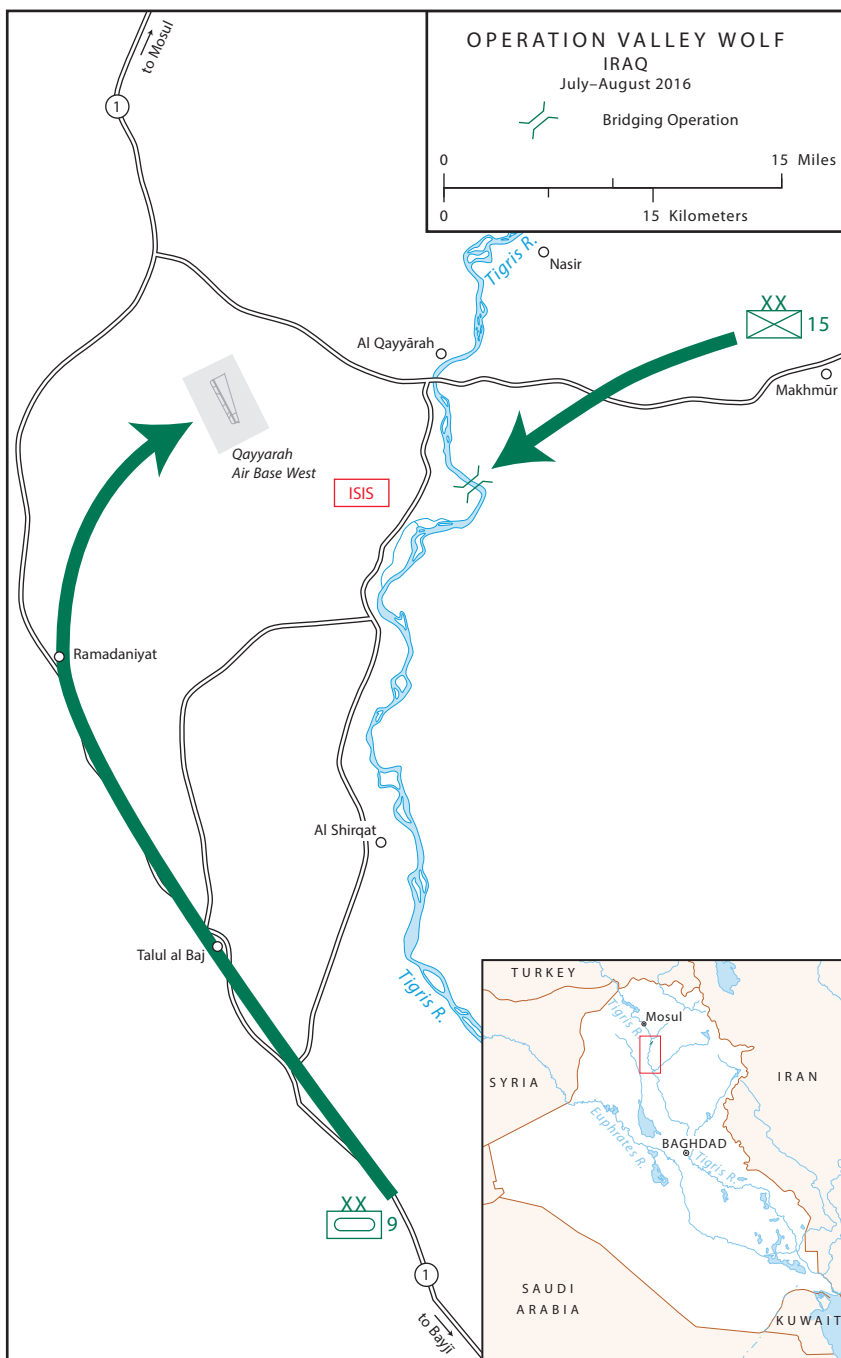 OPERATION VALLEY WOLF
IRAQ
July–August 2016
Bridging Operation
0 15 Miles
0 15 Kilometers
to Mosul
1
Tigris R.
Nasir
XX
15
Al Qayyārah
Makhmūr
Qayyarah
Air Base West
ISIS
Ramadaniyat
Al Shirqat
Talul al Baj
Tigris R.
XX
9
1
to Bayjī
TURKEY
Tigris R.
Mosul
SYRIA
IRAN
Euphrates R.
BAGHDAD
Tigris R.
SAUDI
ARABIA
KUWAIT